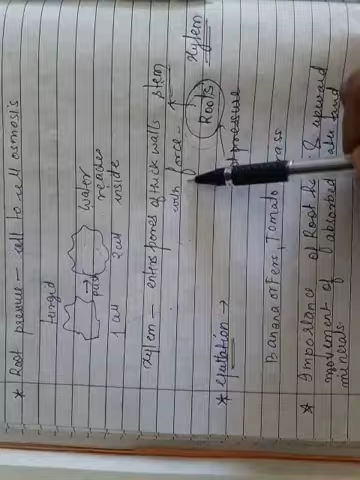 * Root pressure - cell to cell osmosis
turgid
push
Water
reaches
inside
1 cell 2 cell
Xylem - enters pores of thick walls stem
with force - Xylem
Roots
* guttation → pressure
Banana or Fern, Tomato
* Importance of Root & upward
movement of absorbed and
minerals